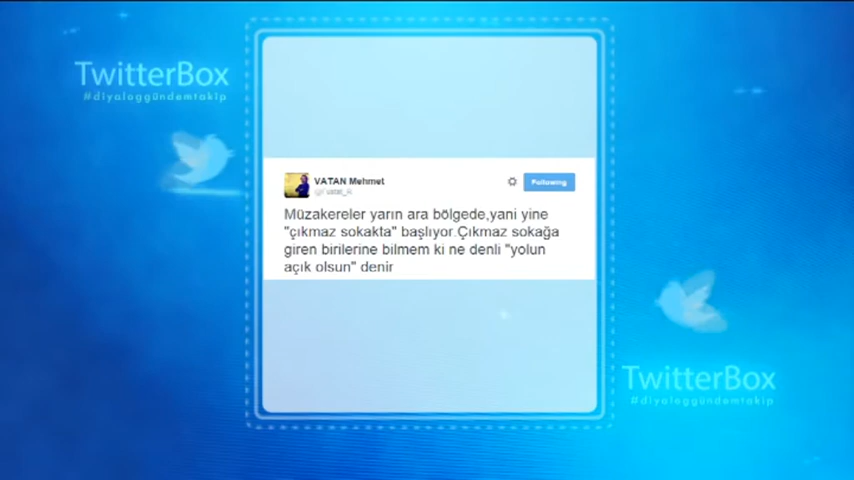 TwitterBox
#diyaloggündemtakip
VATAN Mehmet
Following
Müzakereler yarın ara bölgede,yani yine
"çıkmaz sokakta" başlıyor.Çıkmaz sokağa
giren birilerine bilmem ki ne denli "yolun
açık olsun" denir
TwitterBox
#diyaloggündemtakip